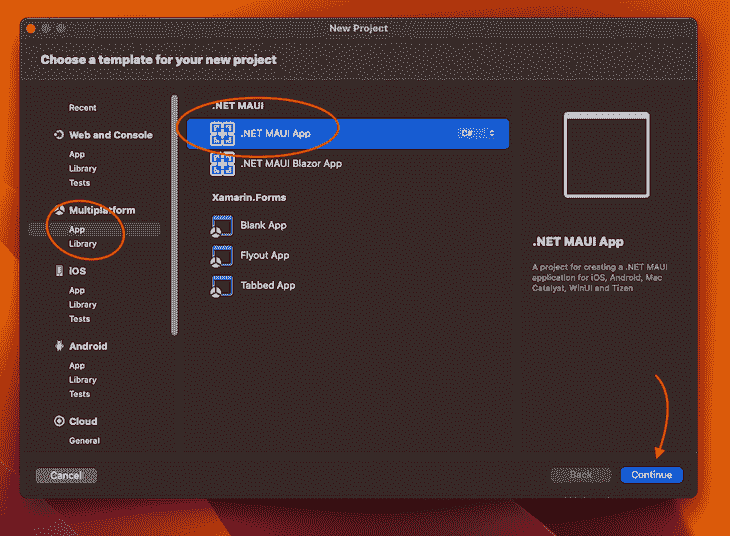 New Project
Choose a template for your new project
Recent
Web and Console
App
Library
Tests
Multiplatform
App
Library
iOS
App
Library
Tests
Android
App
Library
Tests
Cloud
General
.NET MAUI
.NET MAUI App
C#
.NET MAUI Blazor App
Xamarin.Forms
Blank App
Flyout App
Tabbed App
.NET MAUI App
A project for creating a .NET MAUI
application for iOS, Android, Mac
Catalyst, WinUI and Tizen
Cancel
Back
Continue